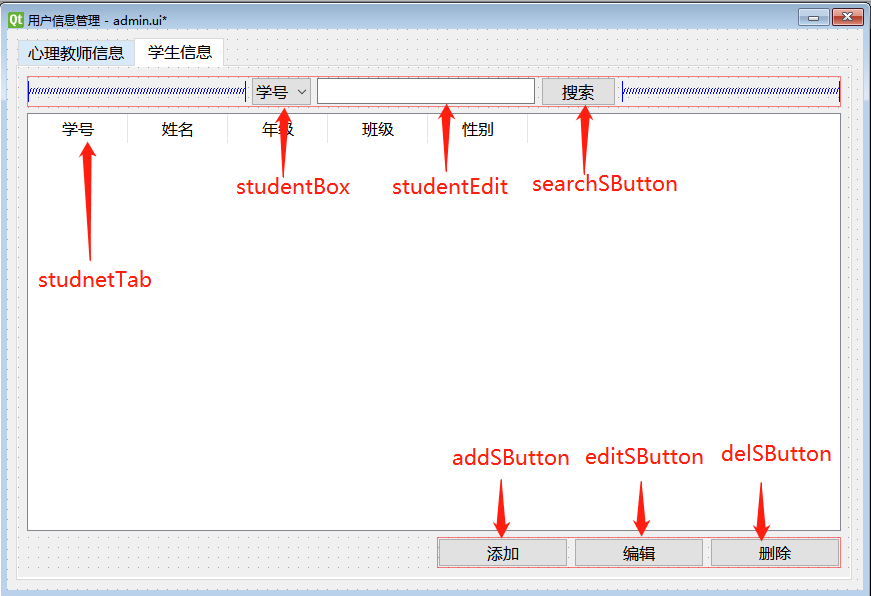 Qt 用户信息管理 - admin.ui*
心理教师信息 学生信息
学号 搜索
学号 姓名 年级 班级 性别
studentBox studentEdit searchSButton
studnetTab
addSButton editSButton delSButton
添加 编辑 删除